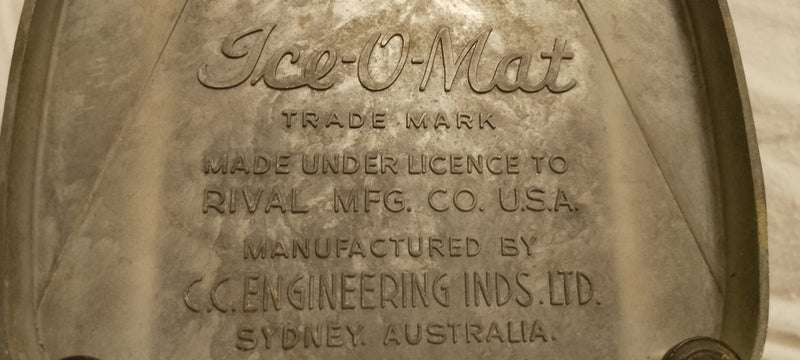 Ice-O-Mat
TRADE MARK
MADE UNDER LICENCE TO
RIVAL MFG. CO. U.S.A.
MANUFACTURED BY
C.C. ENGINEERING INDS. LTD.
SYDNEY. AUSTRALIA.